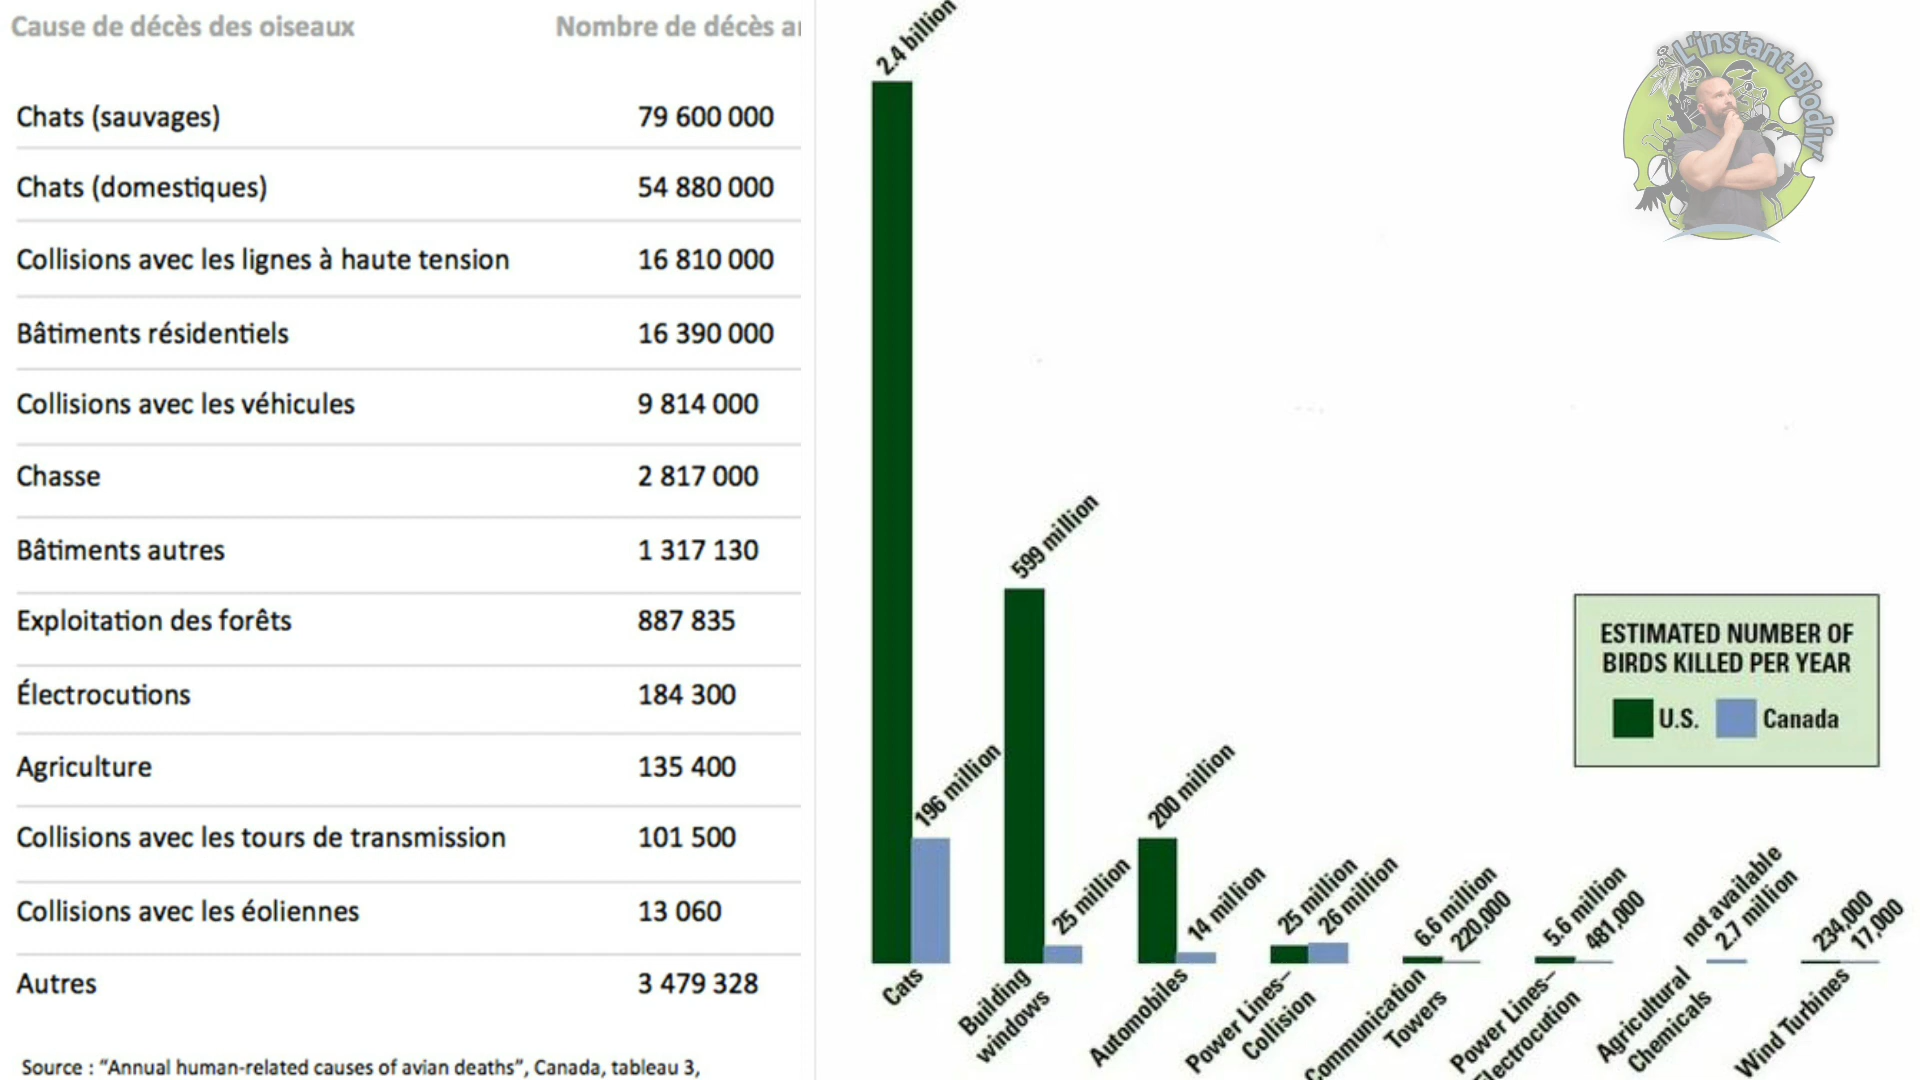 Cause de décès des oiseaux
Nombre de décès
Chats (sauvages) 79 600 000
Chats (domestiques) 54 880 000
Collisions avec les lignes à haute tension 16 810 000
Bâtiments résidentiels 16 390 000
Collisions avec les véhicules 9 814 000
Chasse 2 817 000
Bâtiments autres 1 317 130
Exploitation des forêts 887 835
Électrocutions 184 300
Agriculture 135 400
Collisions avec les tours de transmission 101 500
Collisions avec les éoliennes 13 060
Autres 3 479 328
Source : “Annual human-related causes of avian deaths”, Canada, tableau 3,
L'instant Biodiv'
2.4 billion
196 million
599 million
25 million
200 million
14 million
25 million
26 million
6.6 million
220,000
5.6 million
481,000
not available
2.7 million
234,000
17,000
ESTIMATED NUMBER OF
BIRDS KILLED PER YEAR
U.S. Canada
Cats
Building
windows
Automobiles
Power Lines–
Collision
Communication
Towers
Power Lines–
Electrocution
Agricultural
Chemicals
Wind Turbines